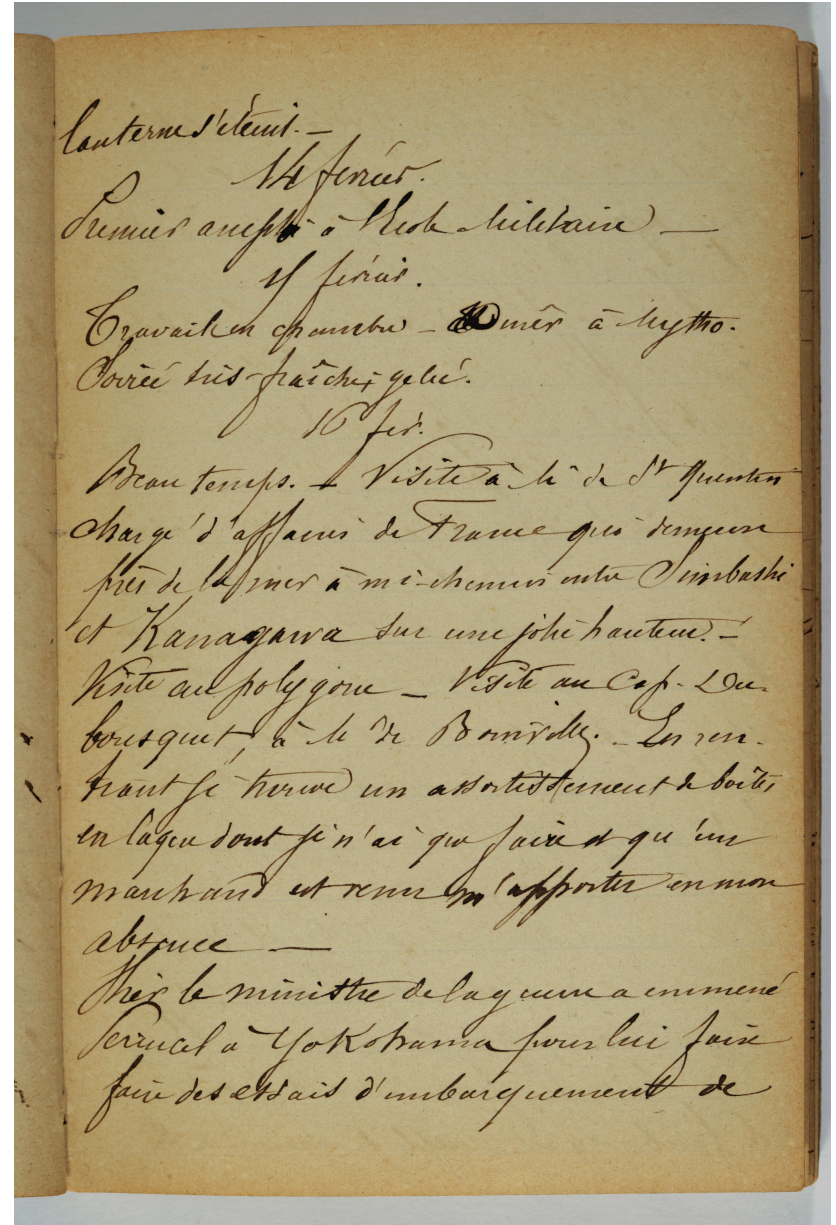 lanterne s'éteint. —
14 février.
Premier amphi à l'Ecole Militaire —
15 février.
Travail en chambre — Dîner à Mytho.
Soirée très-fraîche, gelée.
16 fév.
Beau temps. — Visite à M. de St Quentin
chargé d'affaires de France qui demeure
près de la mer à mi-chemin entre Simbashi
et Kanagawa sur une jolie hauteur. —
Visite au polygone — Visite au Cap. Du-
bousquet, à M. de Boinville. — En ren-
trant je trouve un assortissement de boîtes
en laque dont je n'ai que faire et qu'un
marchand est venu m'apporter en mon
absence —
Hier le ministre de la guerre a emmené
Perrucel à Yokohama pour lui faire
faire des essais d'embarquement de